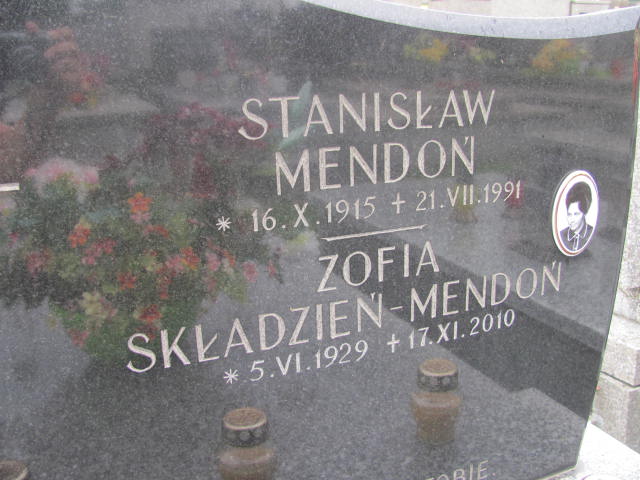 STANISŁAW
MENDOŃ
* 16.X.1915 + 21.VII.1991
ZOFIA
SKŁADZIEŃ-MENDOŃ
* 5.VI.1929 + 17.XI.2010